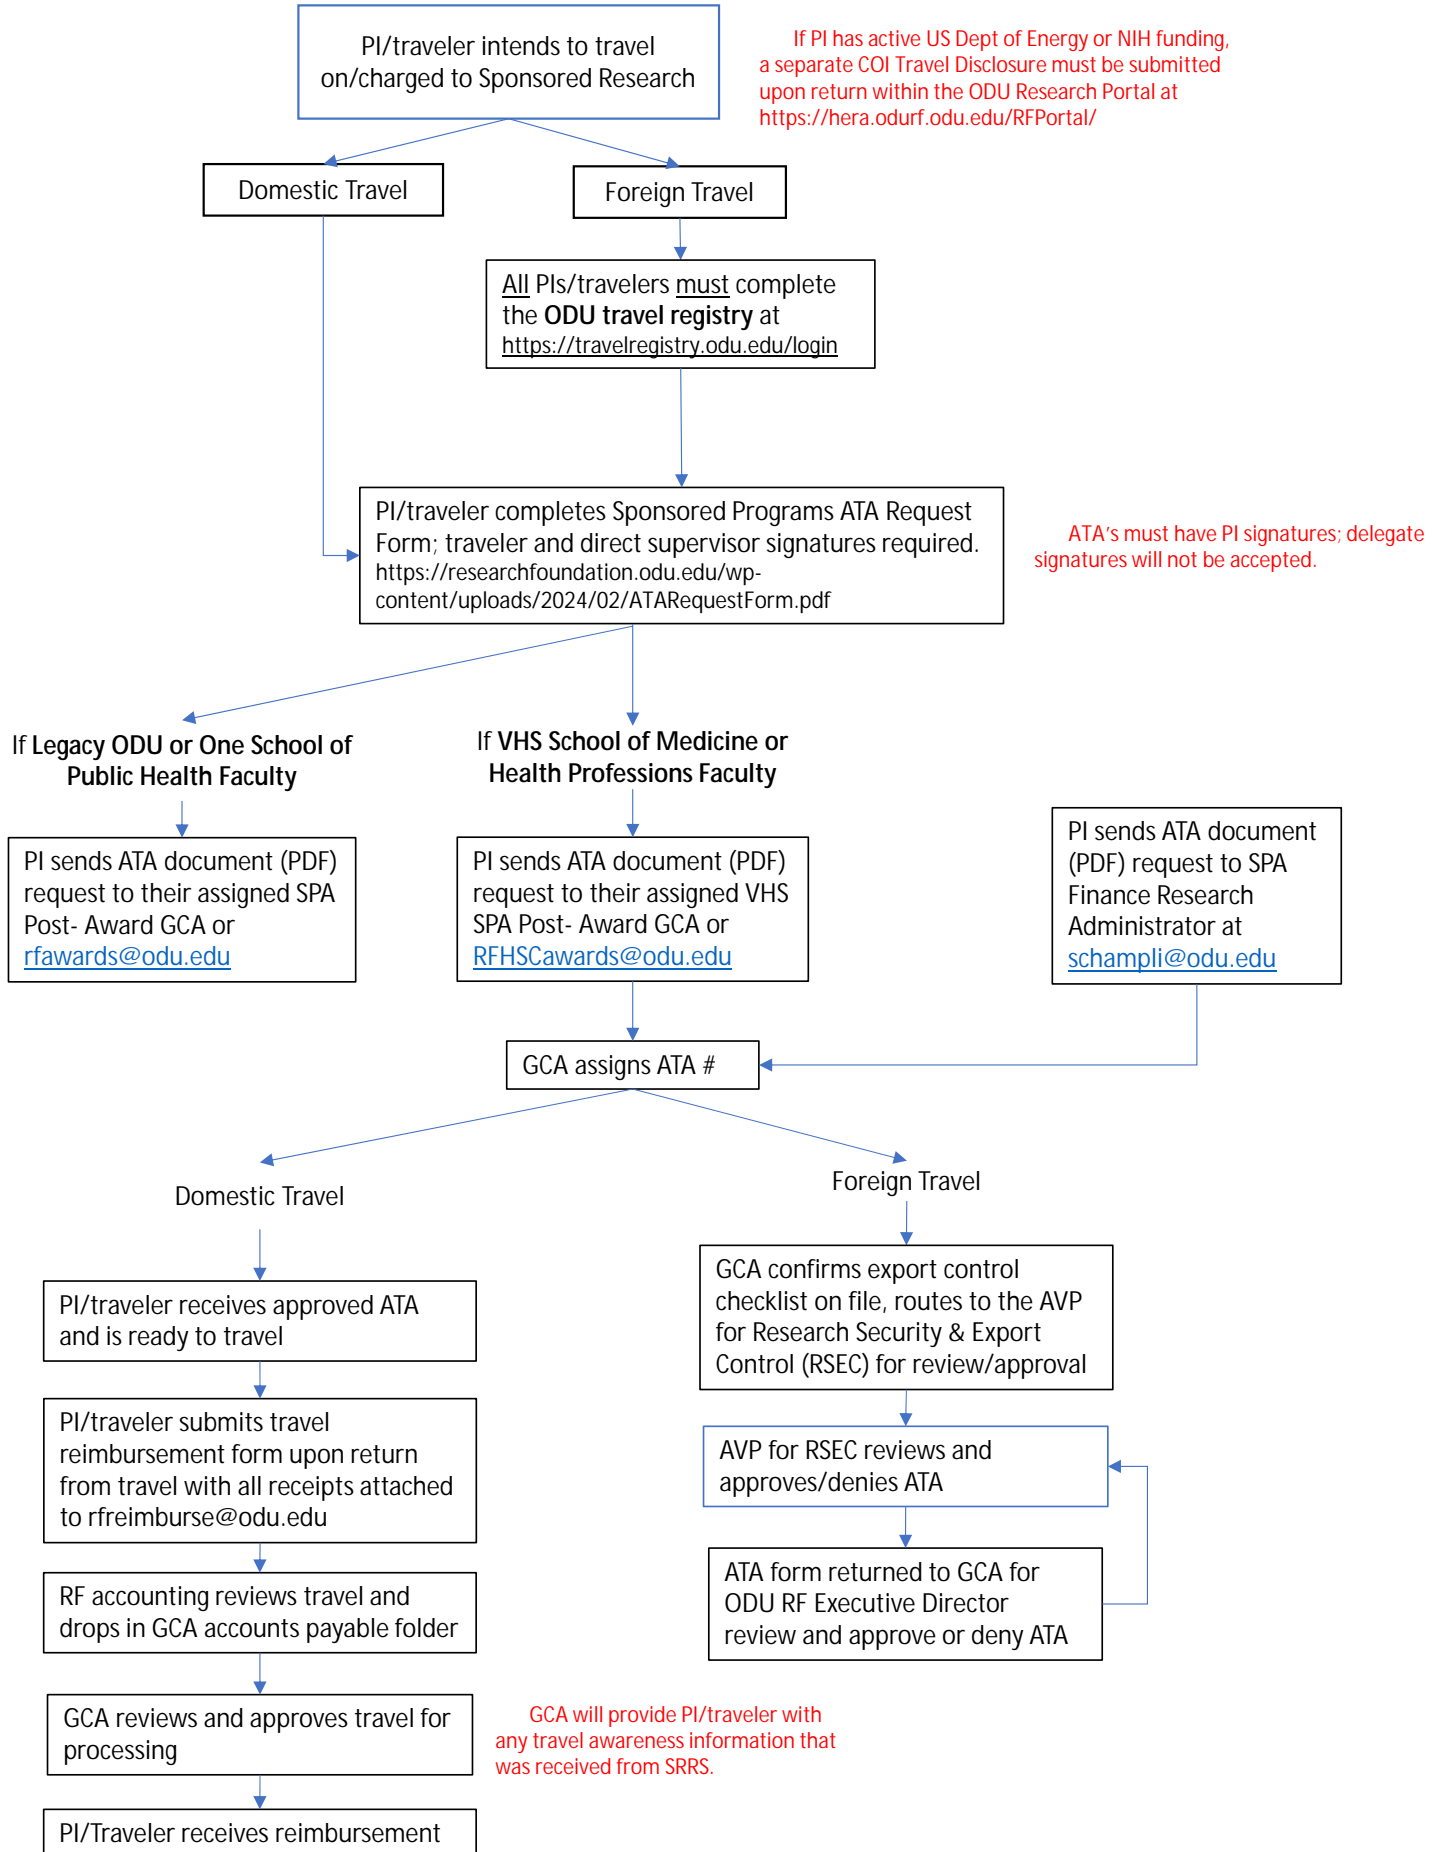 PI/traveler intends to travel
on/charged to Sponsored Research
If PI has active US Dept of Energy or NIH funding,
a separate COI Travel Disclosure must be submitted
upon return within the ODU Research Portal at
https://hera.odurf.odu.edu/RFPortal/
Domestic Travel
Foreign Travel
All PIs/travelers must complete
the ODU travel registry at
https://travelregistry.odu.edu/login
PI/traveler completes Sponsored Programs ATA Request
Form; traveler and direct supervisor signatures required.
https://researchfoundation.odu.edu/wp-
content/uploads/2024/02/ATARequestForm.pdf
ATA's must have PI signatures; delegate
signatures will not be accepted.
If Legacy ODU or One School of
Public Health Faculty
If VHS School of Medicine or
Health Professions Faculty
PI sends ATA document (PDF)
request to their assigned SPA
Post- Award GCA or
rfawards@odu.edu
PI sends ATA document (PDF)
request to their assigned VHS
SPA Post- Award GCA or
RFHSCawards@odu.edu
PI sends ATA document
(PDF) request to SPA
Finance Research
Administrator at
schampli@odu.edu
GCA assigns ATA #
Domestic Travel
Foreign Travel
PI/traveler receives approved ATA
and is ready to travel
PI/traveler submits travel
reimbursement form upon return
from travel with all receipts attached
to rfreimburse@odu.edu
RF accounting reviews travel and
drops in GCA accounts payable folder
GCA reviews and approves travel for
processing
PI/Traveler receives reimbursement
GCA confirms export control
checklist on file, routes to the AVP
for Research Security & Export
Control (RSEC) for review/approval
AVP for RSEC reviews and
approves/denies ATA
ATA form returned to GCA for
ODU RF Executive Director
review and approve or deny ATA
GCA will provide PI/traveler with
any travel awareness information that
was received from SRRS.